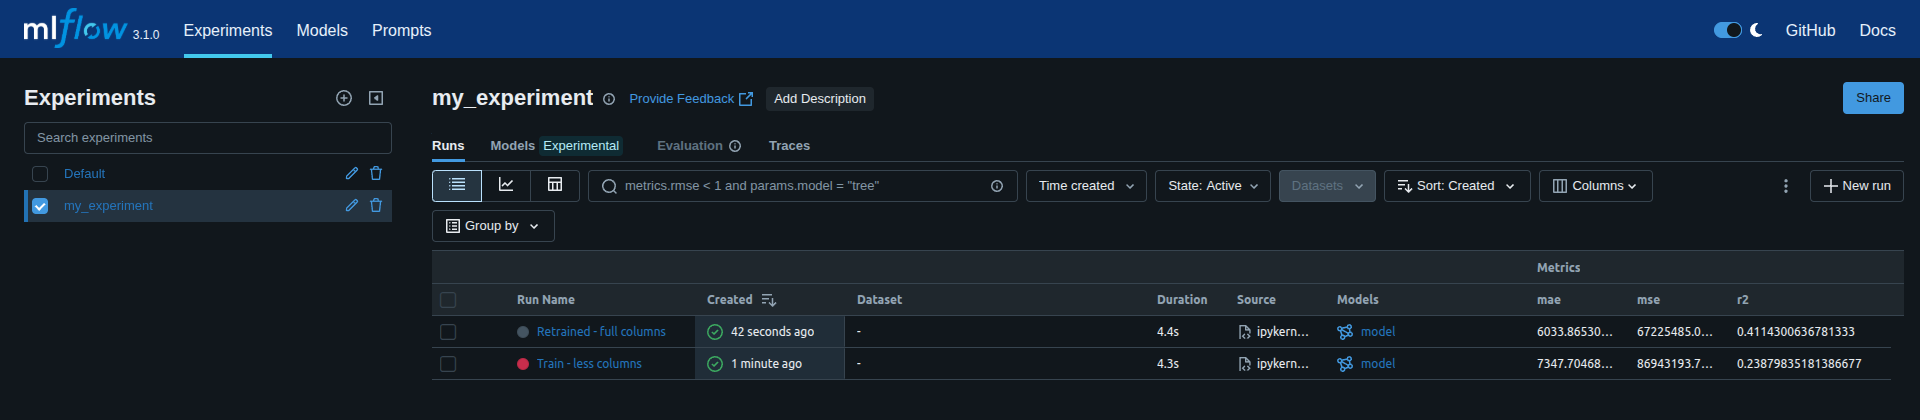 mlflow 3.1.0 Experiments Models Prompts GitHub Docs
Experiments
Search experiments
Default
my_experiment
my_experiment Provide Feedback Add Description Share
Runs Models Experimental Evaluation Traces
metrics.rmse < 1 and params.model = "tree" Time created State: Active Datasets Sort: Created Columns New run
Group by
Metrics
Run Name Created Dataset Duration Source Models mae mse r2
Retrained - full columns 42 seconds ago - 4.4s ipykern... model 6033.86530... 67225485.0... 0.4114300636781333
Train - less columns 1 minute ago - 4.3s ipykern... model 7347.70468... 86943193.7... 0.23879835181386677